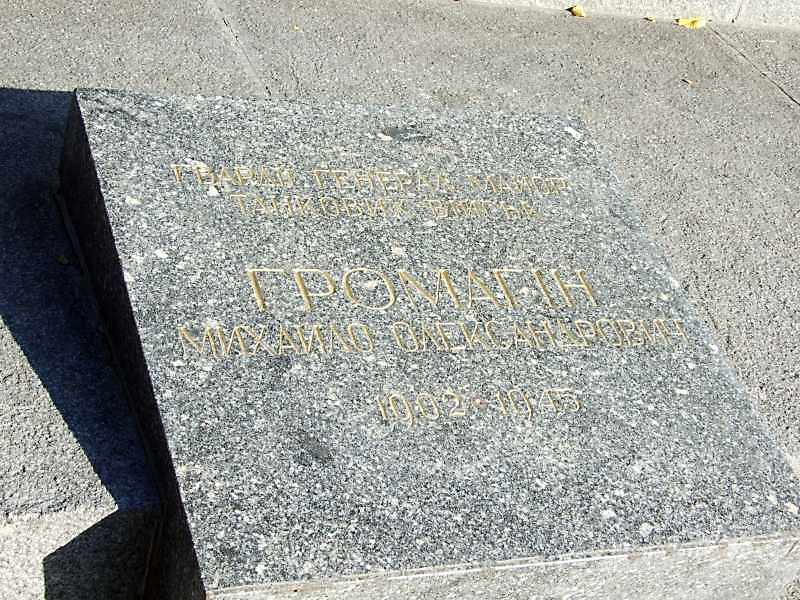 ГВАРДІЇ ГЕНЕРАЛ-МАЙОР
ТАНКОВИХ ВІЙСЬК
ГРОМАГІН
МИХАЙЛО ОЛЕКСАНДРОВИЧ
1902-1945